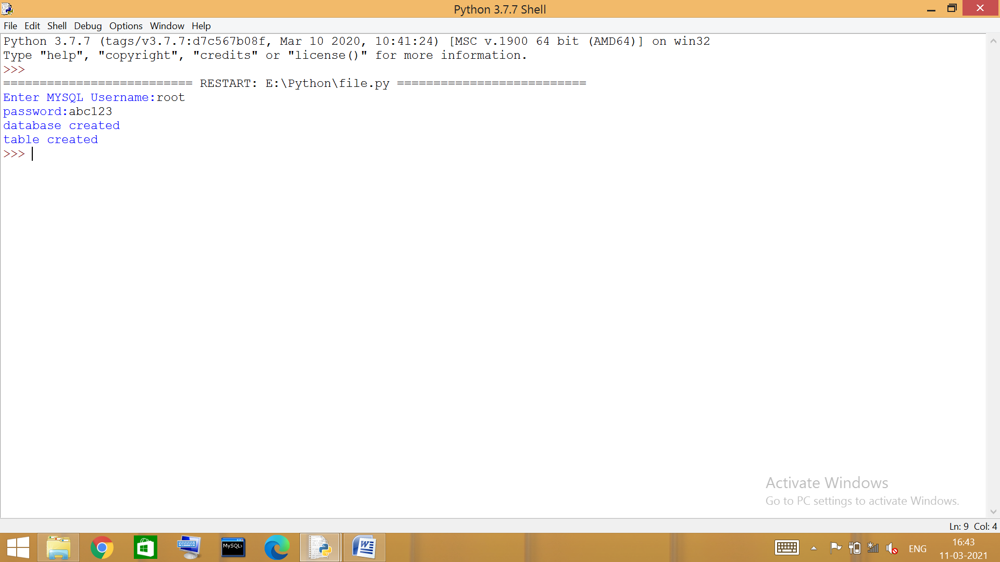 Python 3.7.7 Shell
File Edit Shell Debug Options Window Help
Python 3.7.7 (tags/v3.7.7:d7c567b08f, Mar 10 2020, 10:41:24) [MSC v.1900 64 bit (AMD64)] on win32
Type "help", "copyright", "credits" or "license()" for more information.
>>>
========================== RESTART: E:\Python\file.py ==========================
Enter MYSQL Username:root
password:abc123
database created
table created
>>>
Activate Windows
Go to PC settings to activate Windows.
Ln: 9 Col: 4
MySQL>
ENG
16:43
11-03-2021